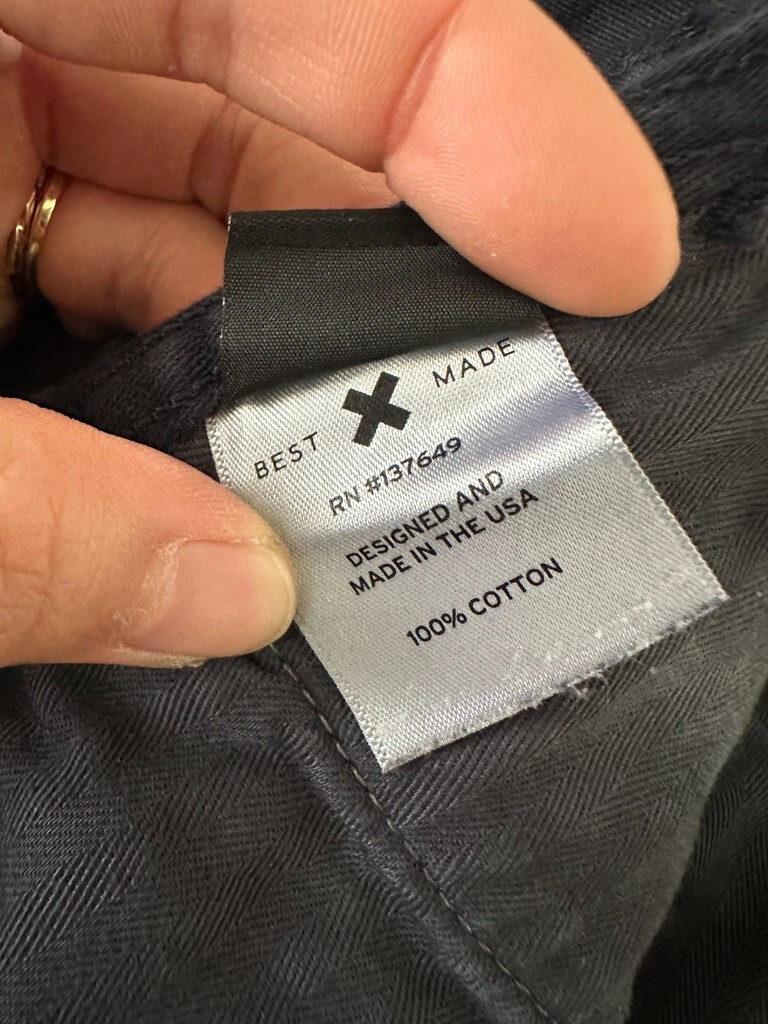 BEST MADE
RN #137649
DESIGNED AND
MADE IN THE USA
100% COTTON